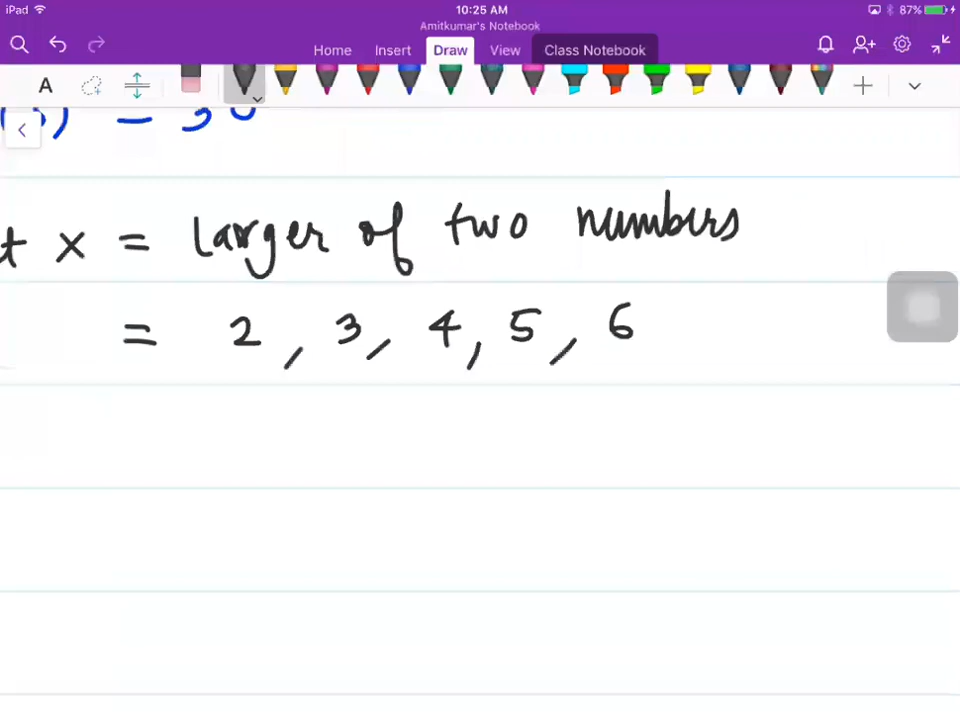 iPad 10:25 AM 87%
Amitkumar's Notebook
Home Insert Draw View Class Notebook
A
) = 30
t x = larger of two numbers
= 2, 3, 4, 5, 6